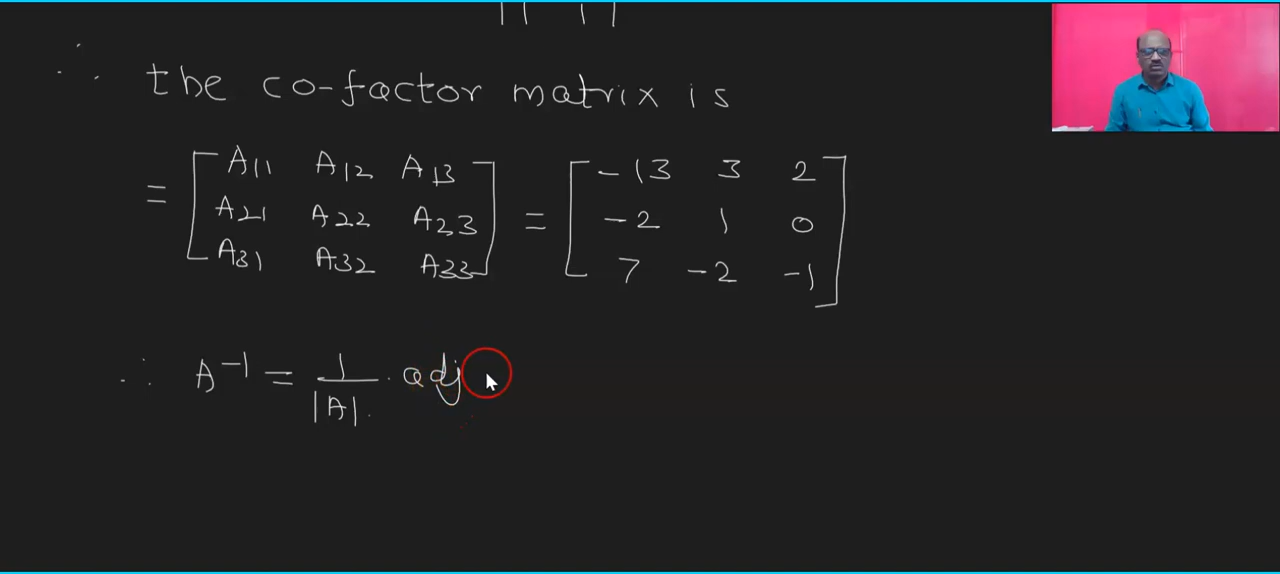 ∴ the co-factor matrix is
= [ A11 A12 A13 ] = [ -13 3 2 ]
[ A21 A22 A23 ] [ -2 1 0 ]
[ A31 A32 A33 ] [ 7 -2 -1 ]
∴ A^-1 = 1/|A| . adj